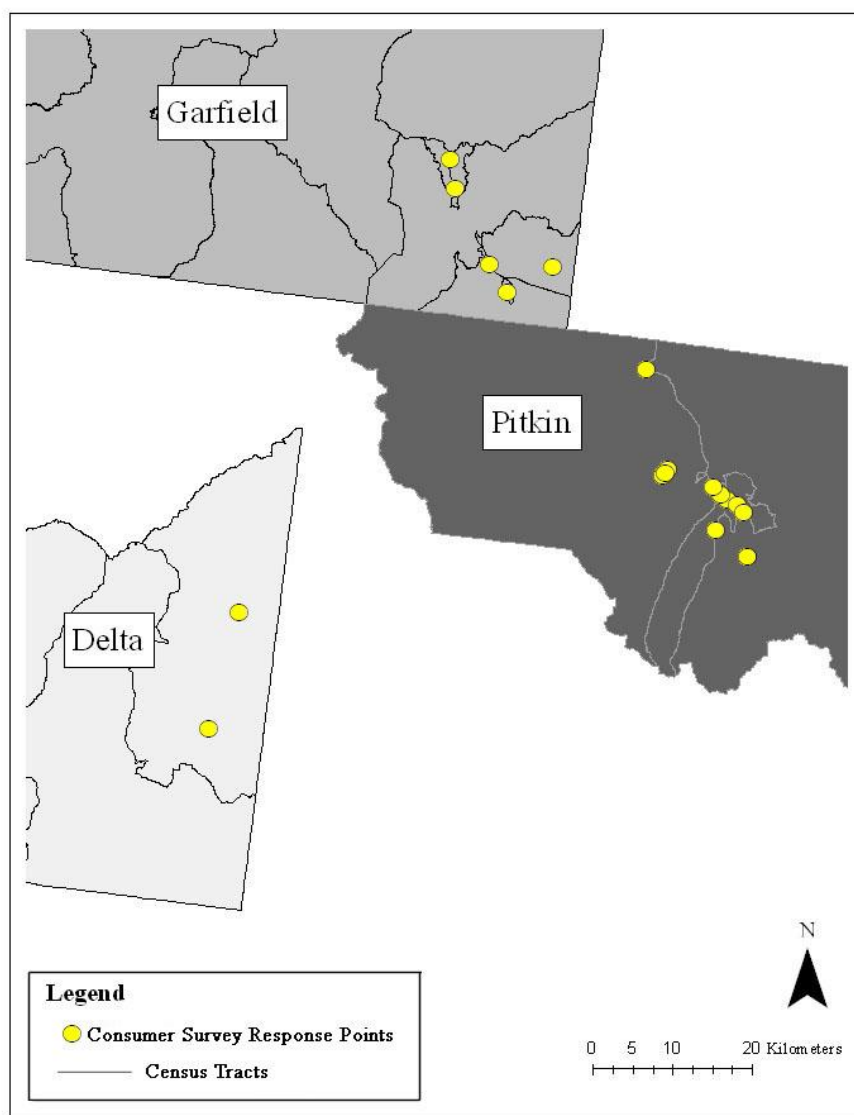 Garfield
Pitkin
Delta
N
Legend
Consumer Survey Response Points
Census Tracts
0 5 10 20 Kilometers